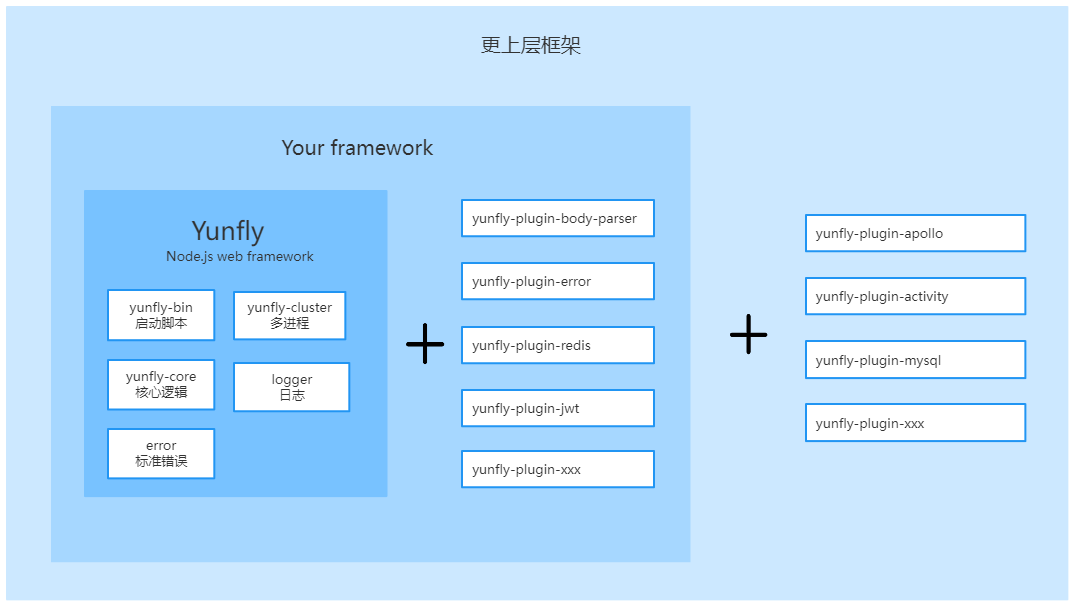 更上层框架
Your framework
Yunfly
Node.js web framework
yunfly-bin
启动脚本
yunfly-cluster
多进程
yunfly-core
核心逻辑
logger
日志
error
标准错误
yunfly-plugin-body-parser
yunfly-plugin-error
yunfly-plugin-redis
yunfly-plugin-jwt
yunfly-plugin-xxx
yunfly-plugin-apollo
yunfly-plugin-activity
yunfly-plugin-mysql
yunfly-plugin-xxx